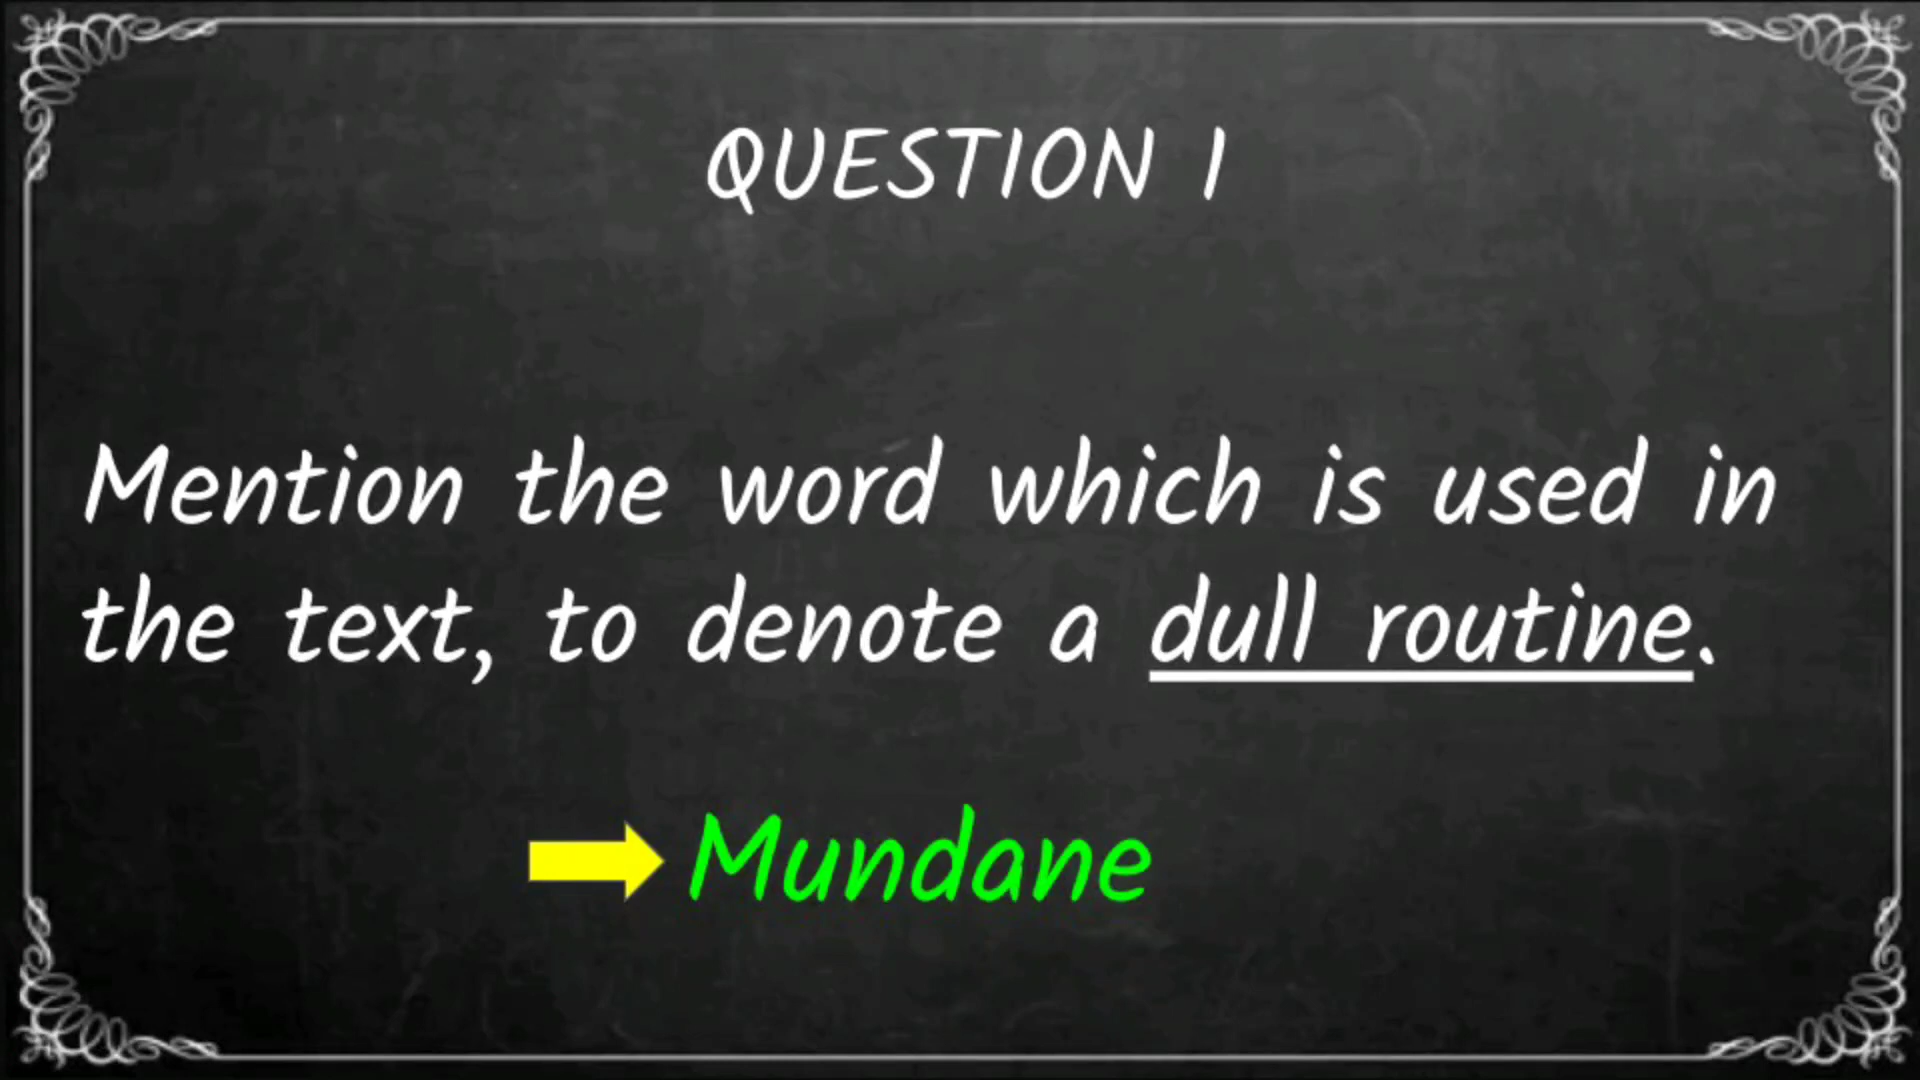 QUESTION 1
Mention the word which is used in
the text, to denote a dull routine.
Mundane